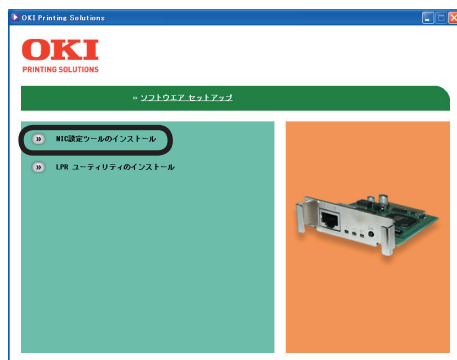 OKI Printing Solutions
OKI
PRINTING SOLUTIONS
» ソフトウエア セットアップ
» NIC設定ツールのインストール
» LPR ユーティリティのインストール